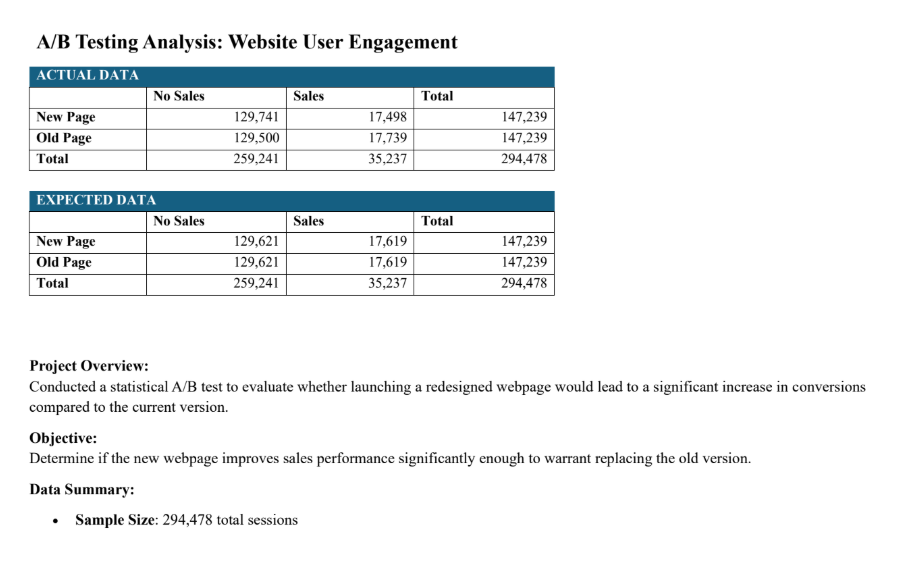 A/B Testing Analysis: Website User Engagement
ACTUAL DATA
No Sales Sales Total
New Page 129,741 17,498 147,239
Old Page 129,500 17,739 147,239
Total 259,241 35,237 294,478
EXPECTED DATA
No Sales Sales Total
New Page 129,621 17,619 147,239
Old Page 129,621 17,619 147,239
Total 259,241 35,237 294,478
Project Overview:
Conducted a statistical A/B test to evaluate whether launching a redesigned webpage would lead to a significant increase in conversions
compared to the current version.
Objective:
Determine if the new webpage improves sales performance significantly enough to warrant replacing the old version.
Data Summary:
• Sample Size: 294,478 total sessions